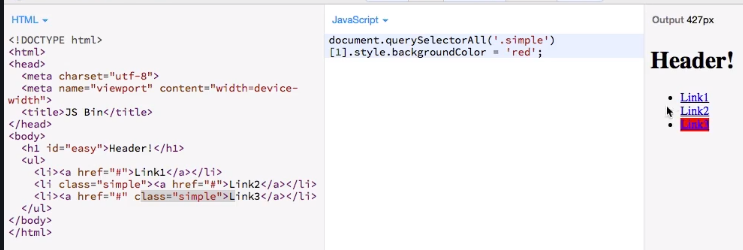 HTML
<!DOCTYPE html>
<html>
<head>
<meta charset="utf-8">
<meta name="viewport" content="width=device-
width">
<title>JS Bin</title>
</head>
<body>
<h1 id="easy">Header!</h1>
<ul>
<li><a href="#">Link1</a></li>
<li class="simple"><a href="#">Link2</a></li>
<li><a href="#" class="simple">Link3</a></li>
</ul>
</body>
</html>
JavaScript
document.querySelectorAll('.simple')
[1].style.backgroundColor = 'red';
Output 427px
Header!
Link1
Link2
Link3